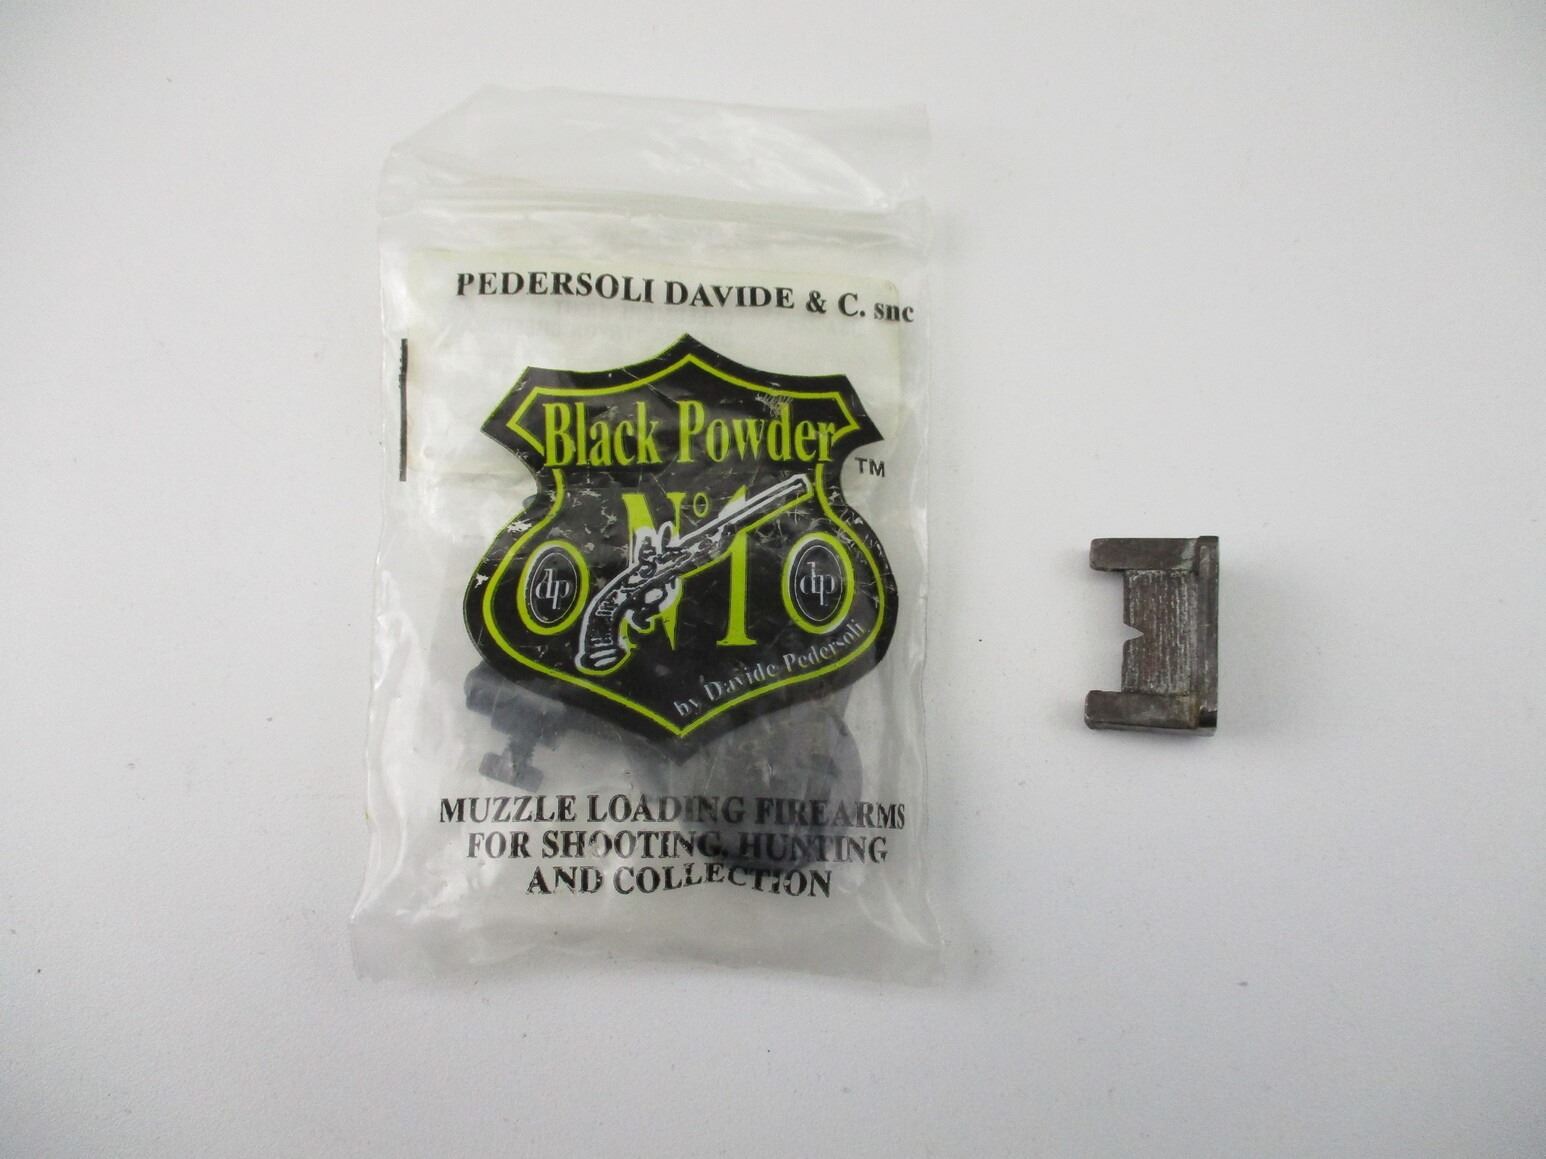 PEDERSOLI DAVIDE & C. snc
Black Powder
TM
Nº1
dp dp
by Davide Pedersoli
MUZZLE LOADING FIREARMS
FOR SHOOTING, HUNTING
AND COLLECTION